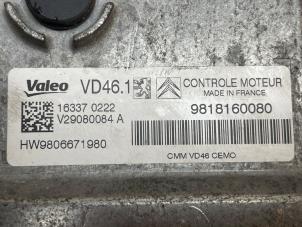 Valeo VD46.1 CONTROLE MOTEUR
MADE IN FRANCE
16337 0222 9818160080
V29080084 A
HW9806671980
CMM VD46 CEMO